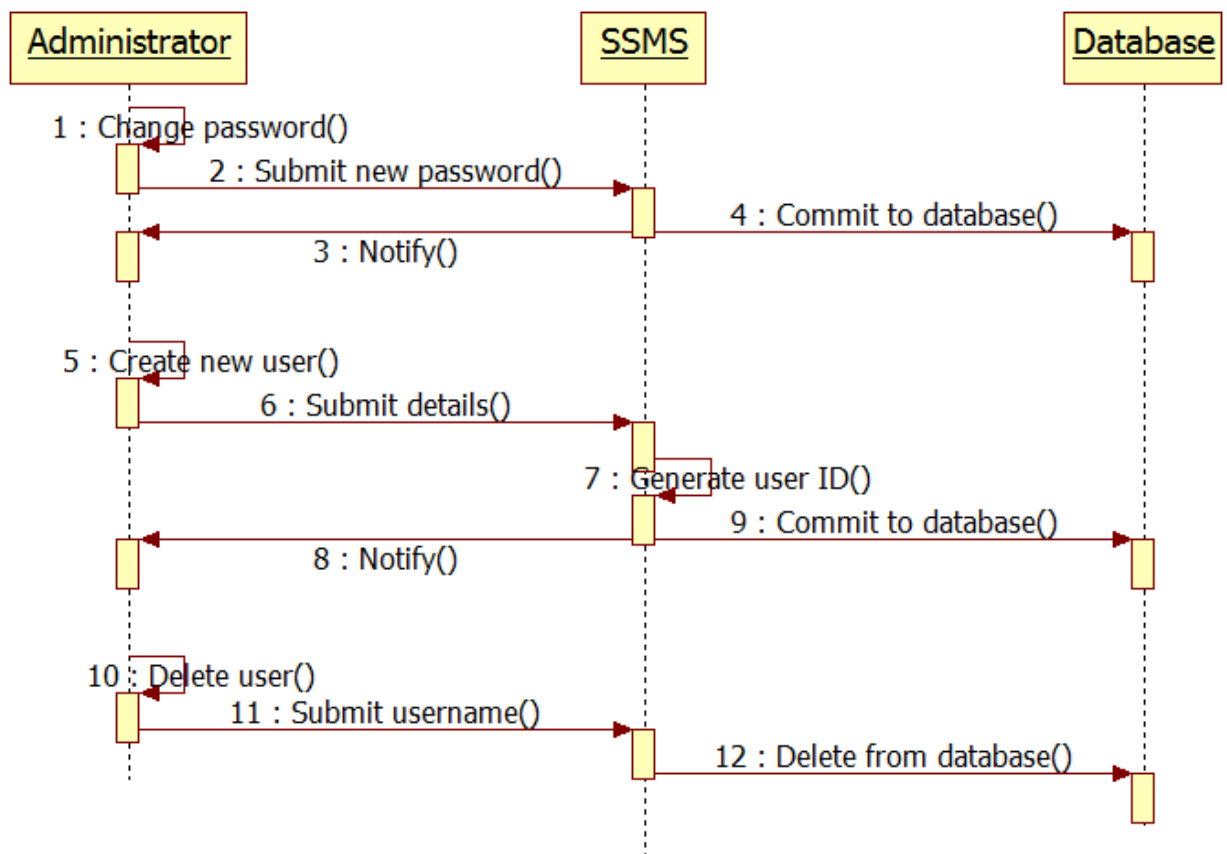 Administrator
SSMS
Database
1 : Change password()
2 : Submit new password()
4 : Commit to database()
3 : Notify()
5 : Create new user()
6 : Submit details()
7 : Generate user ID()
9 : Commit to database()
8 : Notify()
10 : Delete user()
11 : Submit username()
12 : Delete from database()